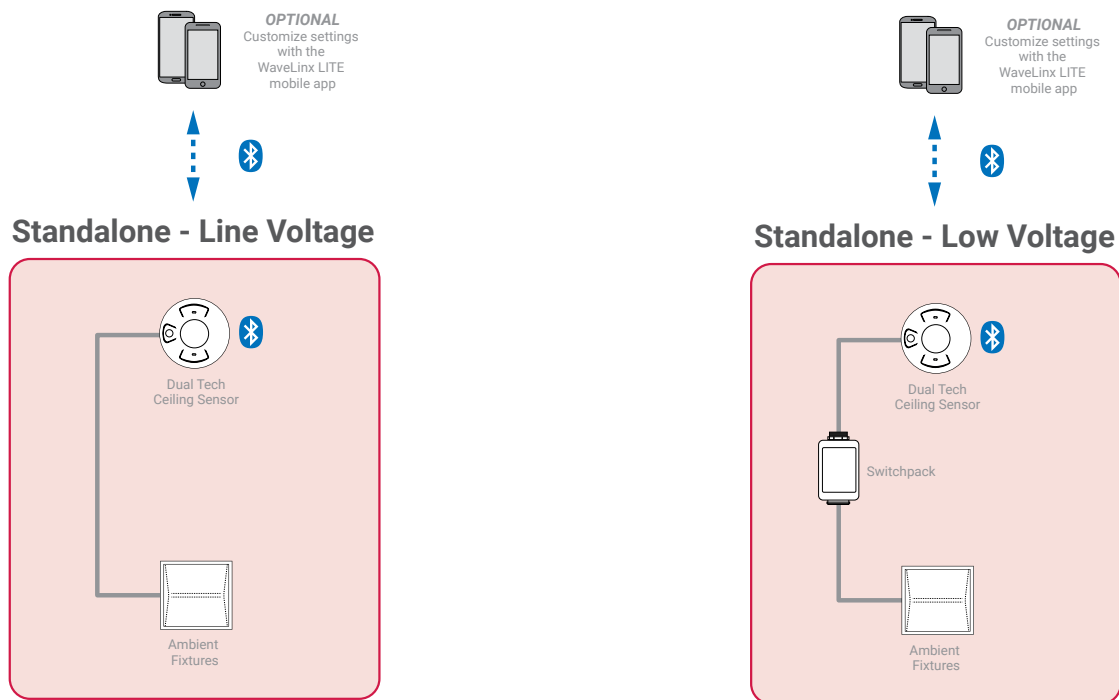 OPTIONAL
Customize settings
with the
WaveLinx LITE
mobile app
Standalone - Line Voltage
Dual Tech
Ceiling Sensor
Ambient
Fixtures
OPTIONAL
Customize settings
with the
WaveLinx LITE
mobile app
Standalone - Low Voltage
Dual Tech
Ceiling Sensor
Switchpack
Ambient
Fixtures